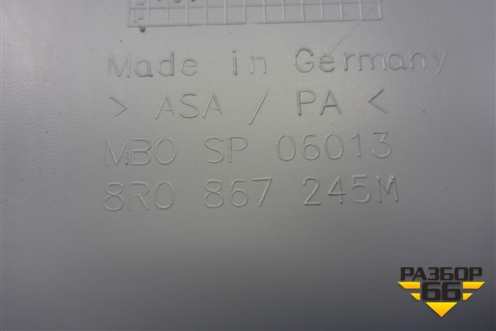 Made in Germany
> ASA / PA <
MBO SP 06013
8R0 867 245M
РАЗБОР
66